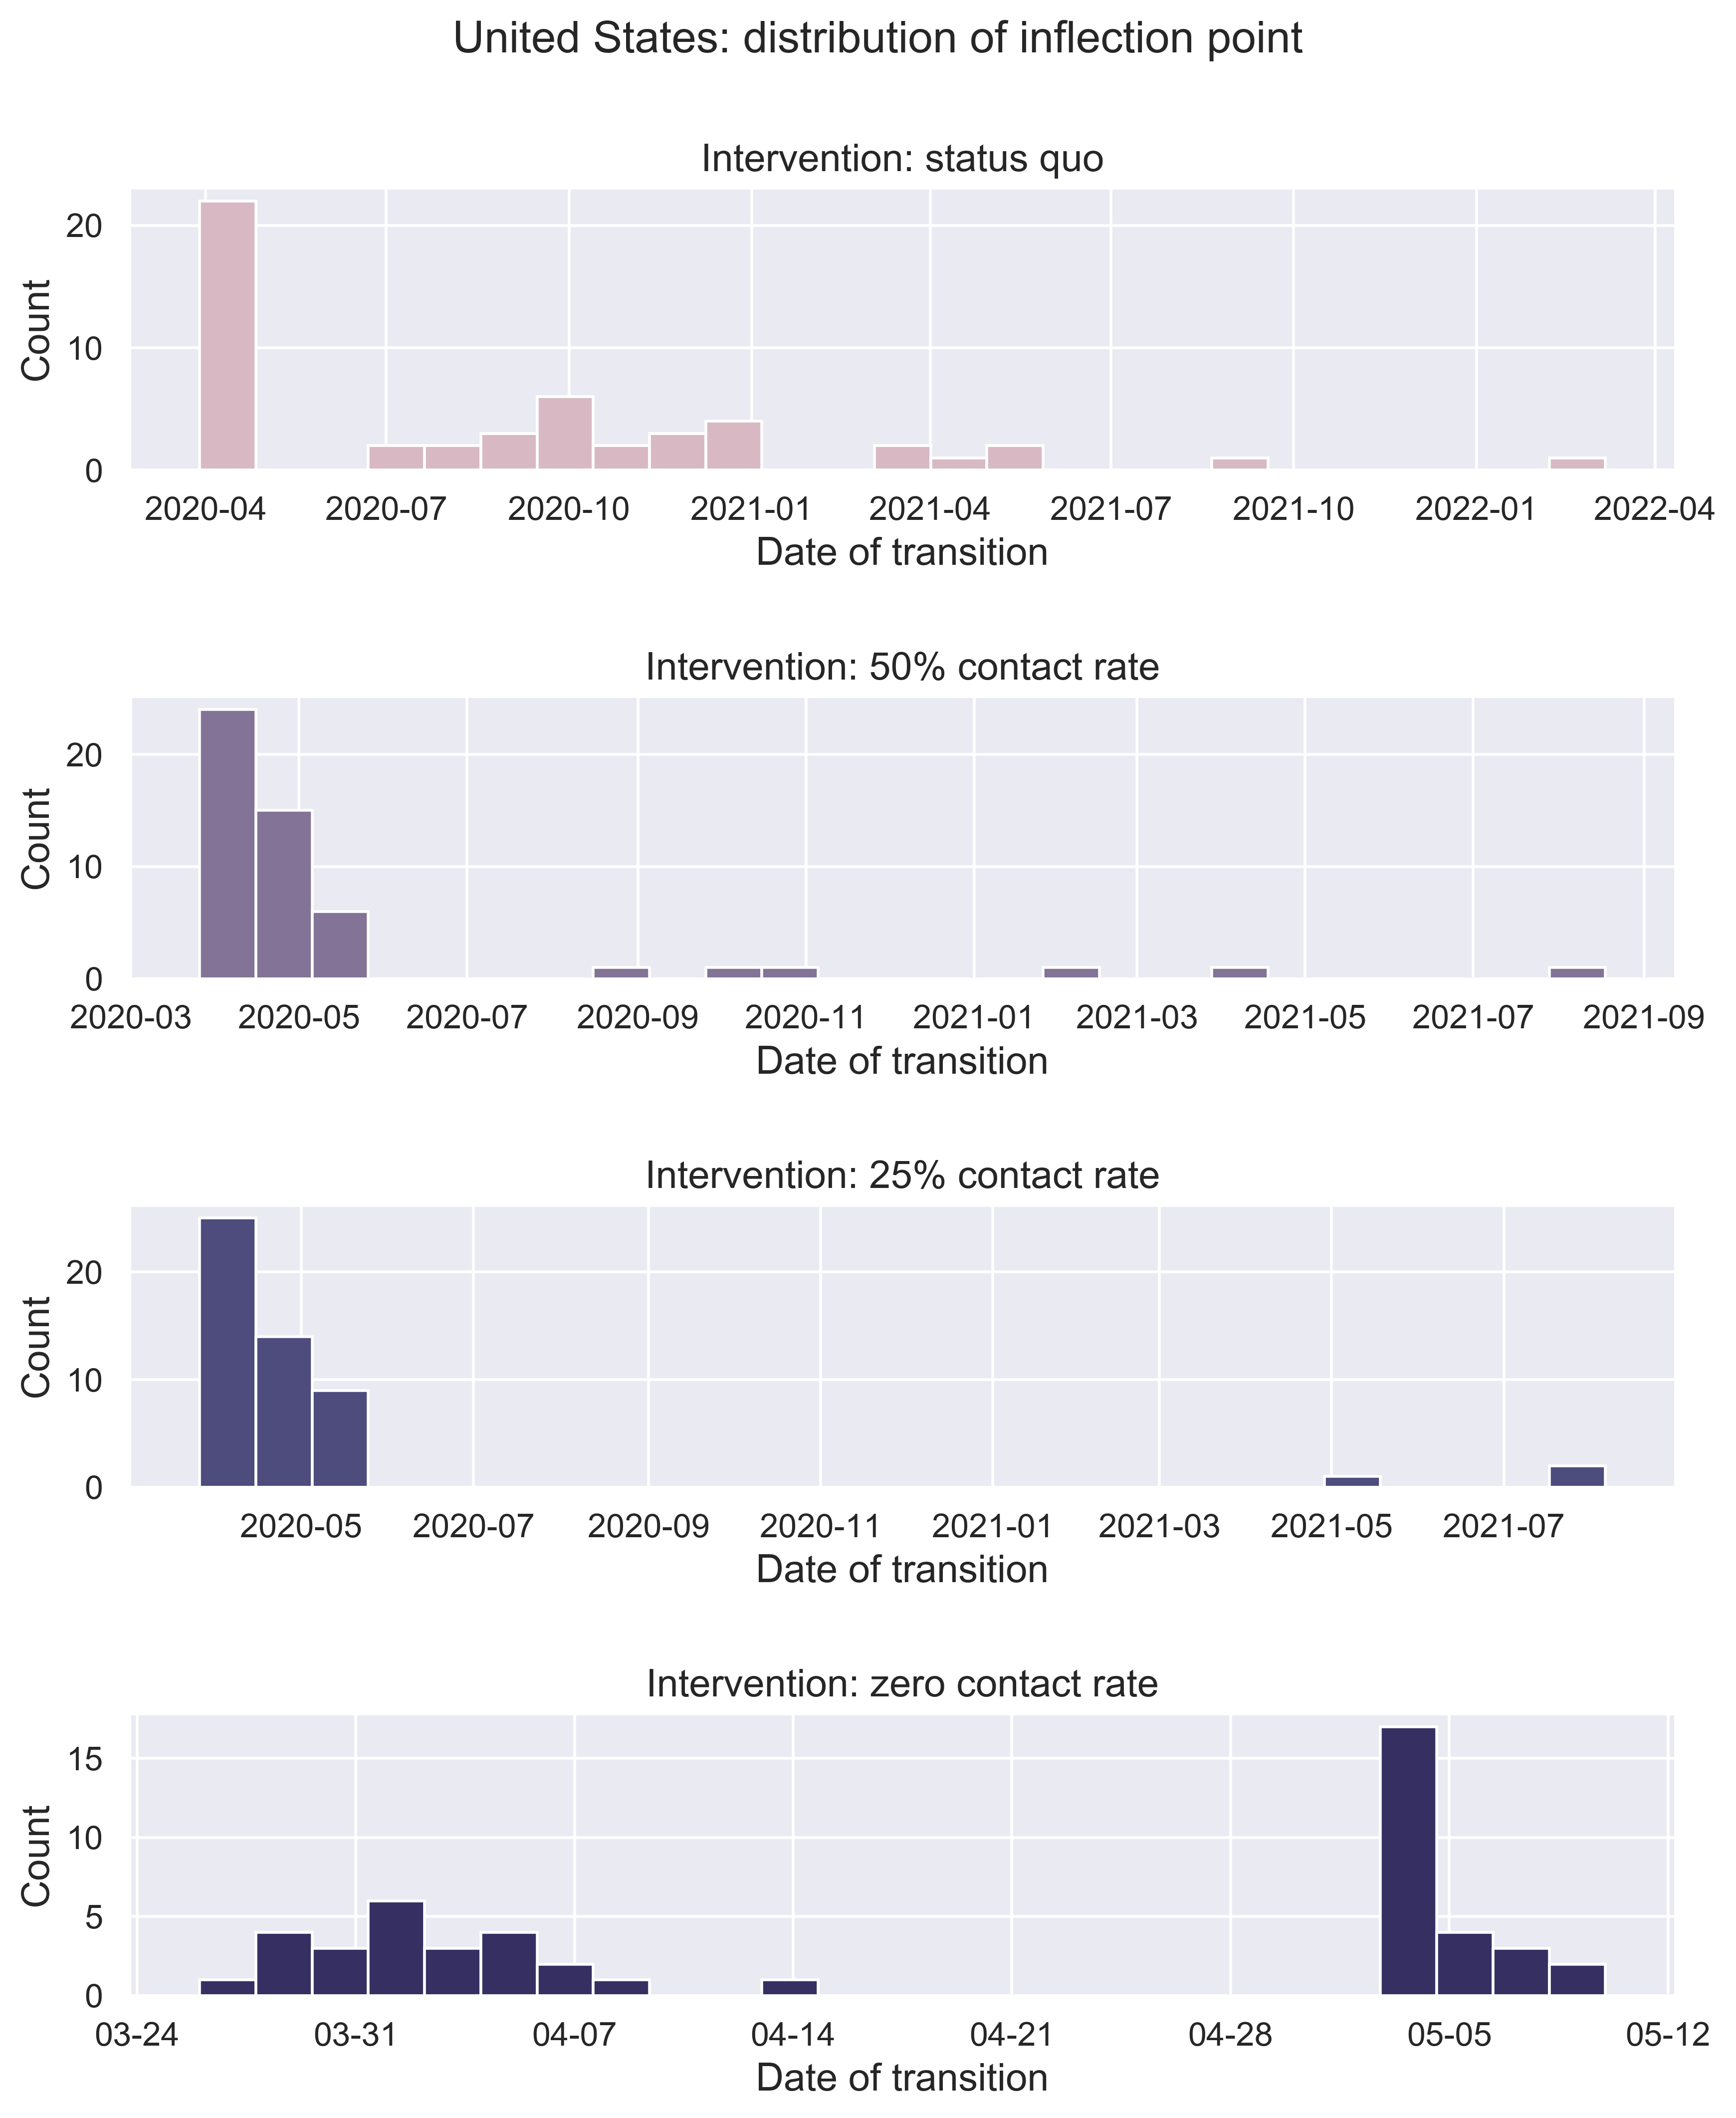 United States: distribution of inflection point
Intervention: status quo
Count
20
10
0
2020-04 2020-07 2020-10 2021-01 2021-04 2021-07 2021-10 2022-01 2022-04
Date of transition
Intervention: 50% contact rate
Count
20
10
0
2020-03 2020-05 2020-07 2020-09 2020-11 2021-01 2021-03 2021-05 2021-07 2021-09
Date of transition
Intervention: 25% contact rate
Count
20
10
0
2020-05 2020-07 2020-09 2020-11 2021-01 2021-03 2021-05 2021-07
Date of transition
Intervention: zero contact rate
Count
15
10
5
0
03-24 03-31 04-07 04-14 04-21 04-28 05-05 05-12
Date of transition